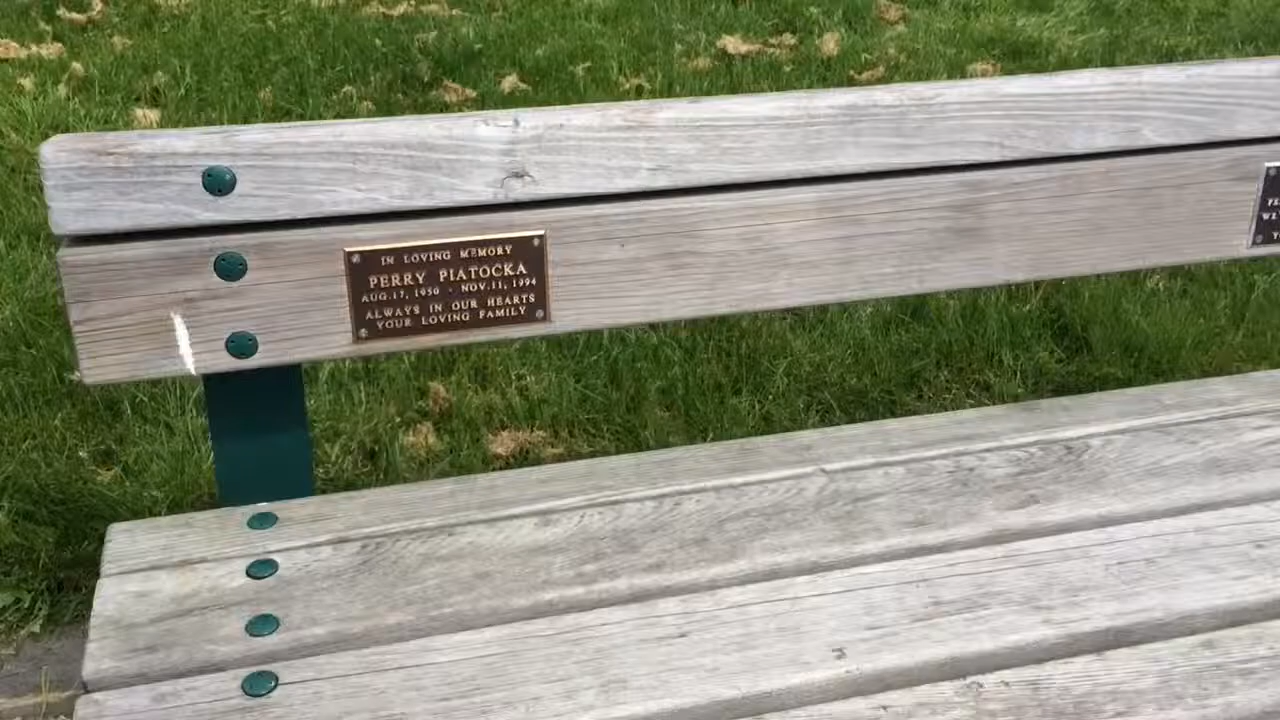 IN LOVING MEMORY
PERRY PIATOCKA
AUG.17, 1950 - NOV.11, 1994
ALWAYS IN OUR HEARTS
YOUR LOVING FAMILY